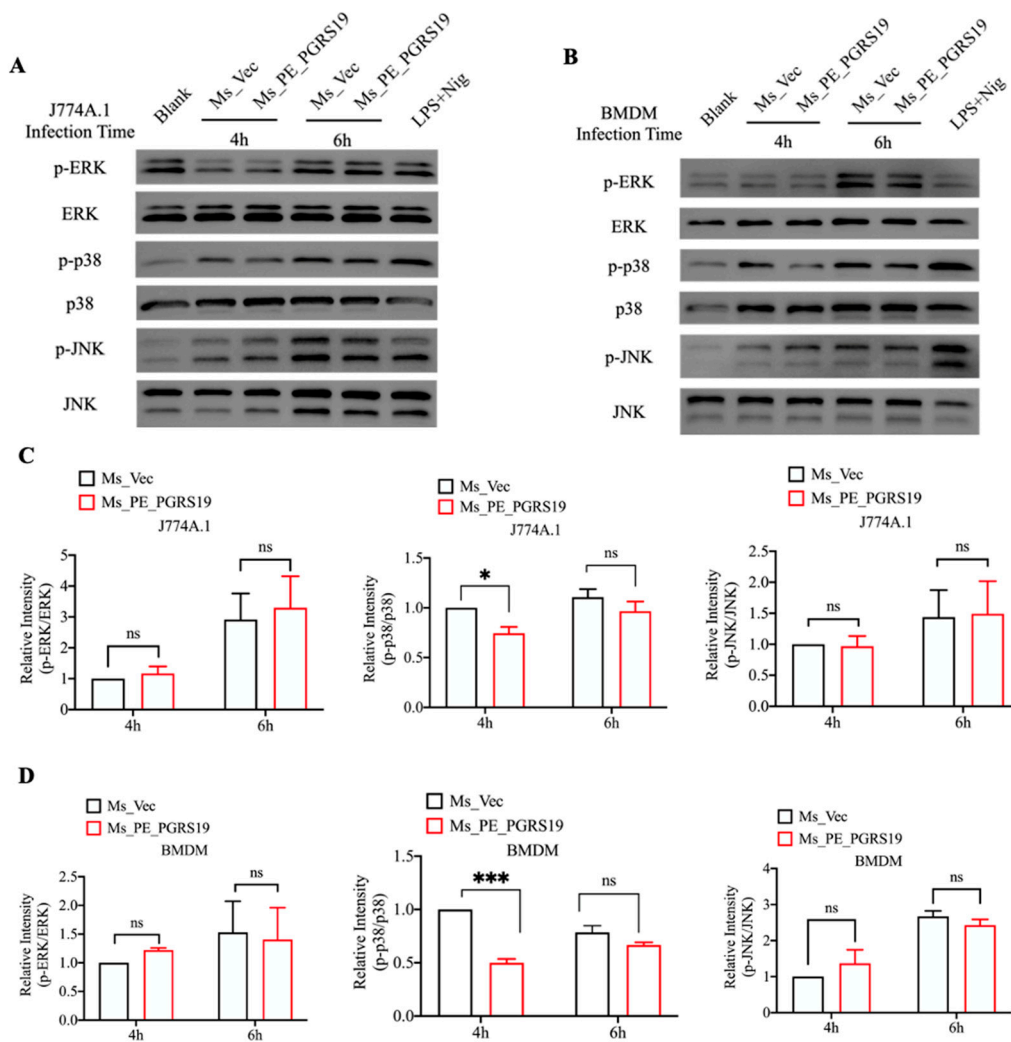 A
J774A.1
Infection Time
Blank
Ms_Vec
Ms_PE_PGRS19
Ms_Vec
Ms_PE_PGRS19
LPS+Nig
4h
6h
p-ERK
ERK
p-p38
p38
p-JNK
JNK
B
BMDM
Infection Time
Blank
Ms_Vec
Ms_PE_PGRS19
Ms_Vec
Ms_PE_PGRS19
LPS+Nig
4h
6h
p-ERK
ERK
p-p38
p38
p-JNK
JNK
C
Ms_Vec
Ms_PE_PGRS19
J774A.1
Relative Intensity
(p-ERK/ERK)
5
4
3
2
1
0
ns
ns
4h
6h
Ms_Vec
Ms_PE_PGRS19
J774A.1
Relative Intensity
(p-p38/p38)
1.5
1.0
0.5
0.0
*
ns
4h
6h
Ms_Vec
Ms_PE_PGRS19
J774A.1
Relative Intensity
(p-JNK/JNK)
2.5
2.0
1.5
1.0
0.5
0.0
ns
ns
4h
6h
D
Ms_Vec
Ms_PE_PGRS19
BMDM
Relative Intensity
(p-ERK/ERK)
2.5
2.0
1.5
1.0
0.5
0.0
ns
ns
4h
6h
Ms_Vec
Ms_PE_PGRS19
BMDM
Relative Intensity
(p-p38/p38)
1.5
1.0
0.5
0.0
***
ns
4h
6h
Ms_Vec
Ms_PE_PGRS19
BMDM
Relative Intensity
(p-JNK/JNK)
4
3
2
1
0
ns
ns
4h
6h